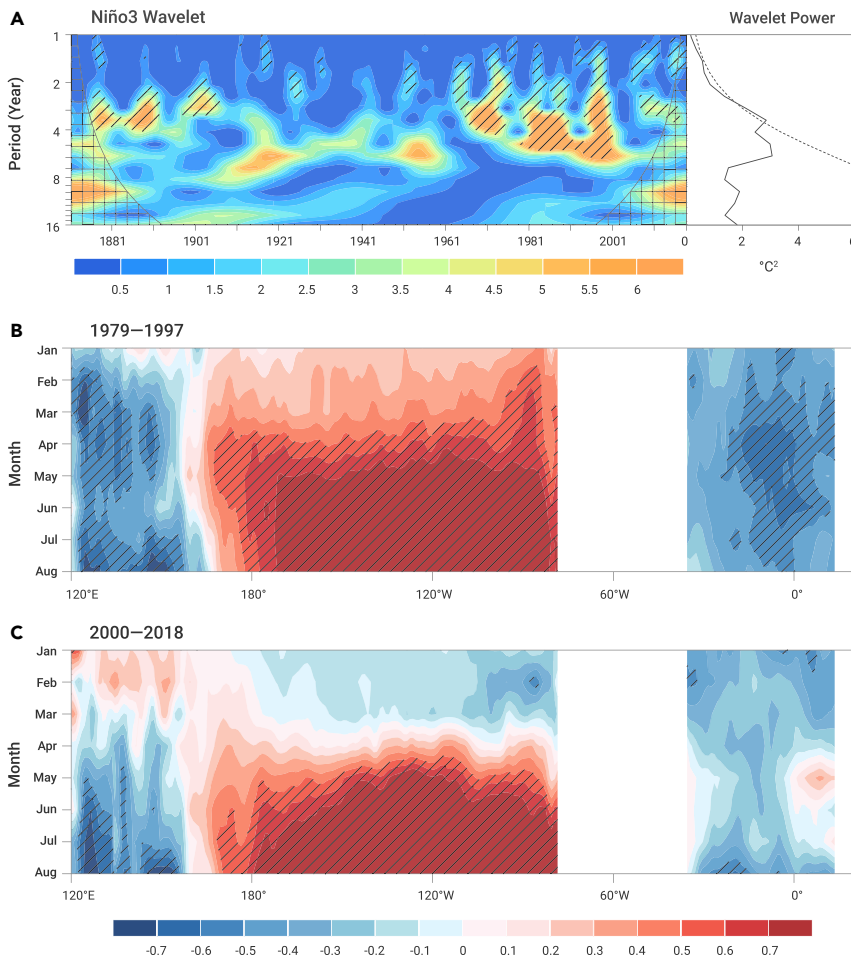 A
Niño3 Wavelet
Wavelet Power
Period (Year)
1
2
4
8
16
1881 1901 1921 1941 1961 1981 2001
0 2 4
°C²
0.5 1 1.5 2 2.5 3 3.5 4 4.5 5 5.5 6
B
1979—1997
Month
Jan
Feb
Mar
Apr
May
Jun
Jul
Aug
120°E 180° 120°W 60°W 0°
C
2000—2018
Month
Jan
Feb
Mar
Apr
May
Jun
Jul
Aug
120°E 180° 120°W 60°W 0°
-0.7 -0.6 -0.5 -0.4 -0.3 -0.2 -0.1 0 0.1 0.2 0.3 0.4 0.5 0.6 0.7